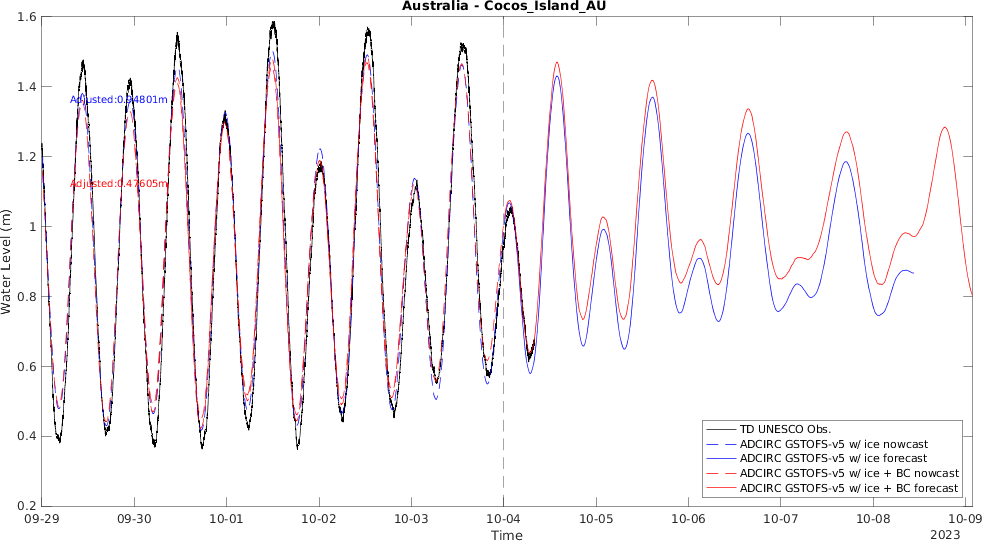 Australia - Cocos_Island_AU
1.6
1.4
1.2
1
0.8
0.6
0.4
0.2
Water Level (m)
Adjusted:0.94801m
Adjusted:0.47605m
TD UNESCO Obs.
ADCIRC GSTOFS-v5 w/ ice nowcast
ADCIRC GSTOFS-v5 w/ ice forecast
ADCIRC GSTOFS-v5 w/ ice + BC nowcast
ADCIRC GSTOFS-v5 w/ ice + BC forecast
09-29 09-30 10-01 10-02 10-03 10-04 10-05 10-06 10-07 10-08 10-09
Time
2023